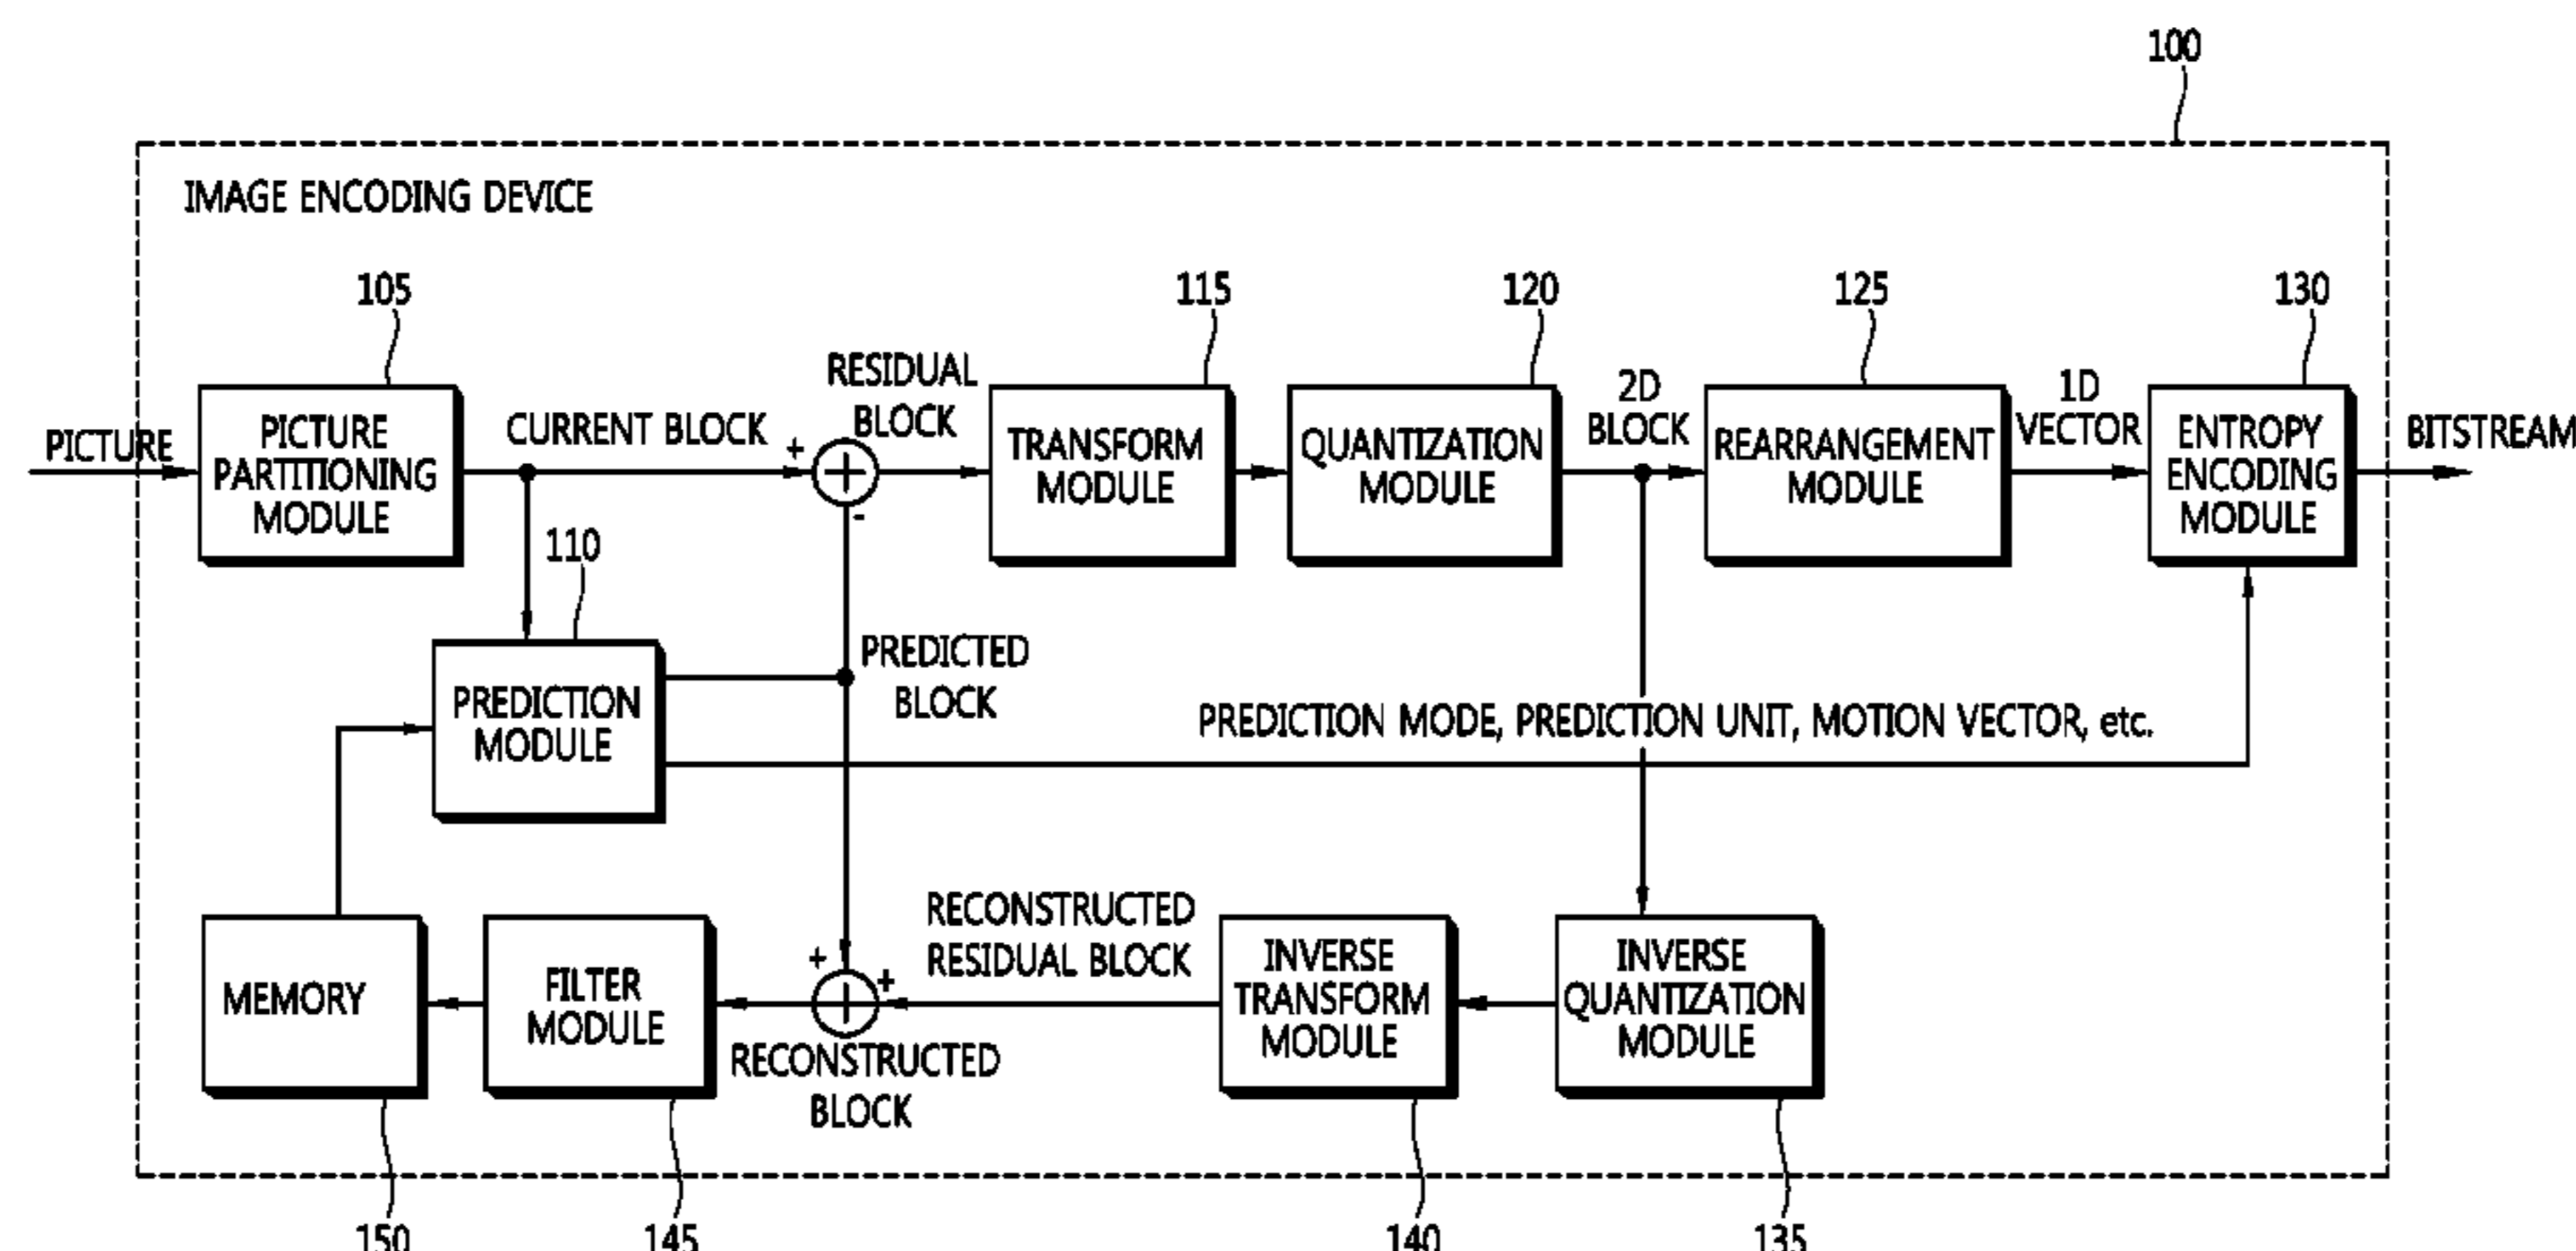 100
IMAGE ENCODING DEVICE
105
115
120
125
130
PICTURE
PICTURE
PARTITIONING
MODULE
CURRENT BLOCK
+
-
RESIDUAL
BLOCK
TRANSFORM
MODULE
QUANTIZATION
MODULE
2D
BLOCK
REARRANGEMENT
MODULE
1D
VECTOR
ENTROPY
ENCODING
MODULE
BITSTREAM
110
PREDICTION
MODULE
PREDICTED
BLOCK
PREDICTION MODE, PREDICTION UNIT, MOTION VECTOR, etc.
MEMORY
FILTER
MODULE
+
+
RECONSTRUCTED
BLOCK
RECONSTRUCTED
RESIDUAL BLOCK
INVERSE
TRANSFORM
MODULE
INVERSE
QUANTIZATION
MODULE
150
145
140
135